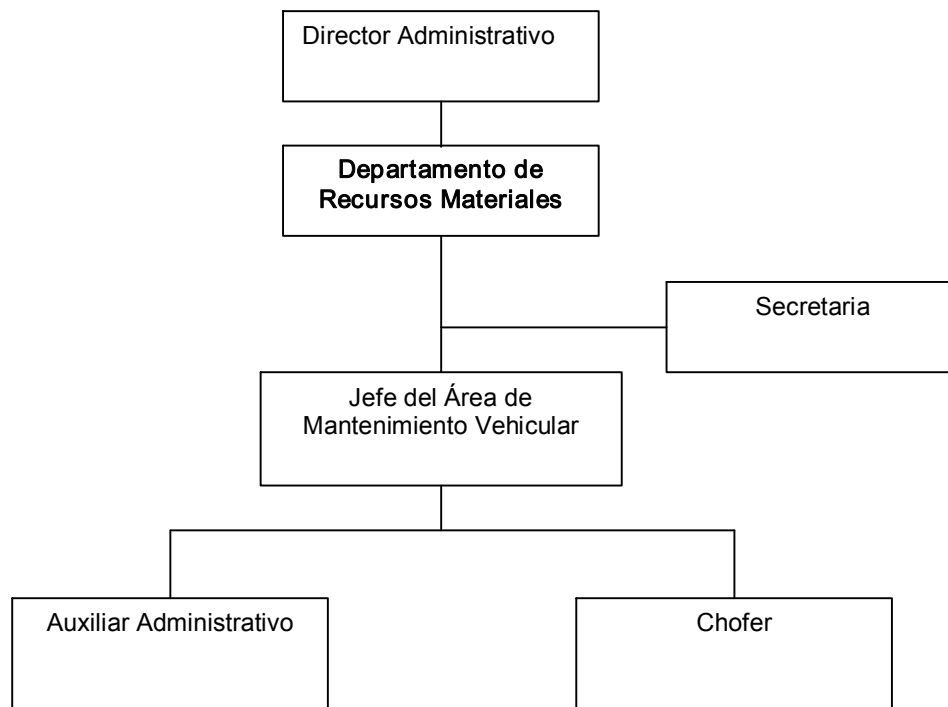 Director Administrativo
Departamento de
Recursos Materiales
Secretaria
Jefe del Área de
Mantenimiento Vehicular
Auxiliar Administrativo
Chofer